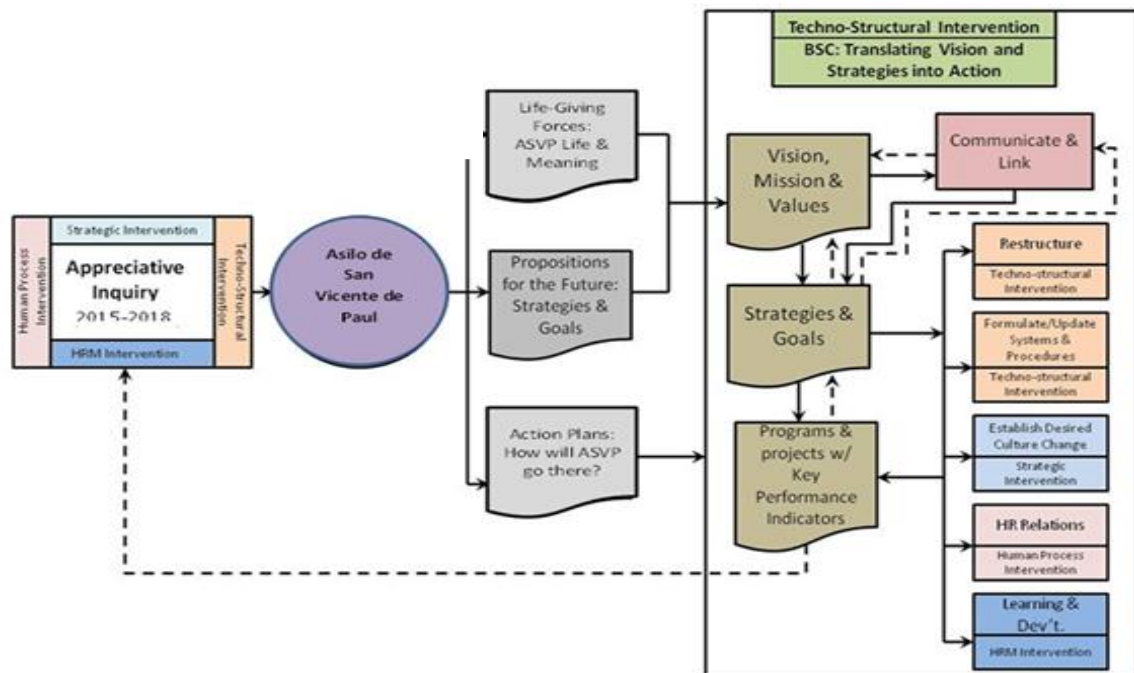 Techno-Structural Intervention
BSC: Translating Vision and
Strategies into Action
Human Process
Intervention
Strategic Intervention
Appreciative
Inquiry
2015-2018
HRM Intervention
Techno-Structural
Intervention
Asilo de
San
Vicente de
Paul
Life-Giving
Forces:
ASVP Life &
Meaning
Propositions
for the Future:
Strategies &
Goals
Action Plans:
How will ASVP
go there?
Vision,
Mission &
Values
Communicate &
Link
Strategies &
Goals
Programs &
projects w/
Key
Performance
Indicators
Restructure
Techno-structural
Intervention
Formulate/Update
Systems &
Procedures
Techno-structural
Intervention
Establish Desired
Culture Change
Strategic
Intervention
HR Relations
Human Process
Intervention
Learning &
Dev't.
HRM Intervention